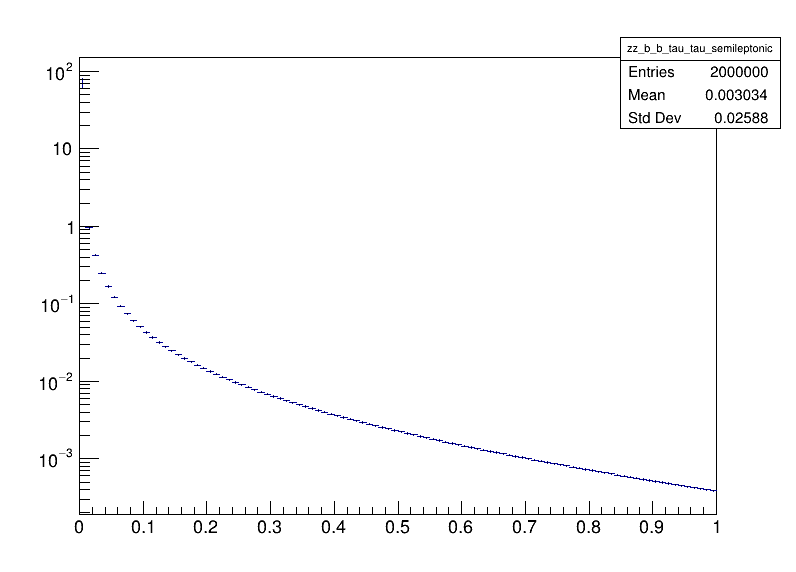 zz_b_b_tau_tau_semileptonic
Entries 2000000
Mean 0.003034
Std Dev 0.02588
10²
10
1
10⁻¹
10⁻²
10⁻³
0 0.1 0.2 0.3 0.4 0.5 0.6 0.7 0.8 0.9 1